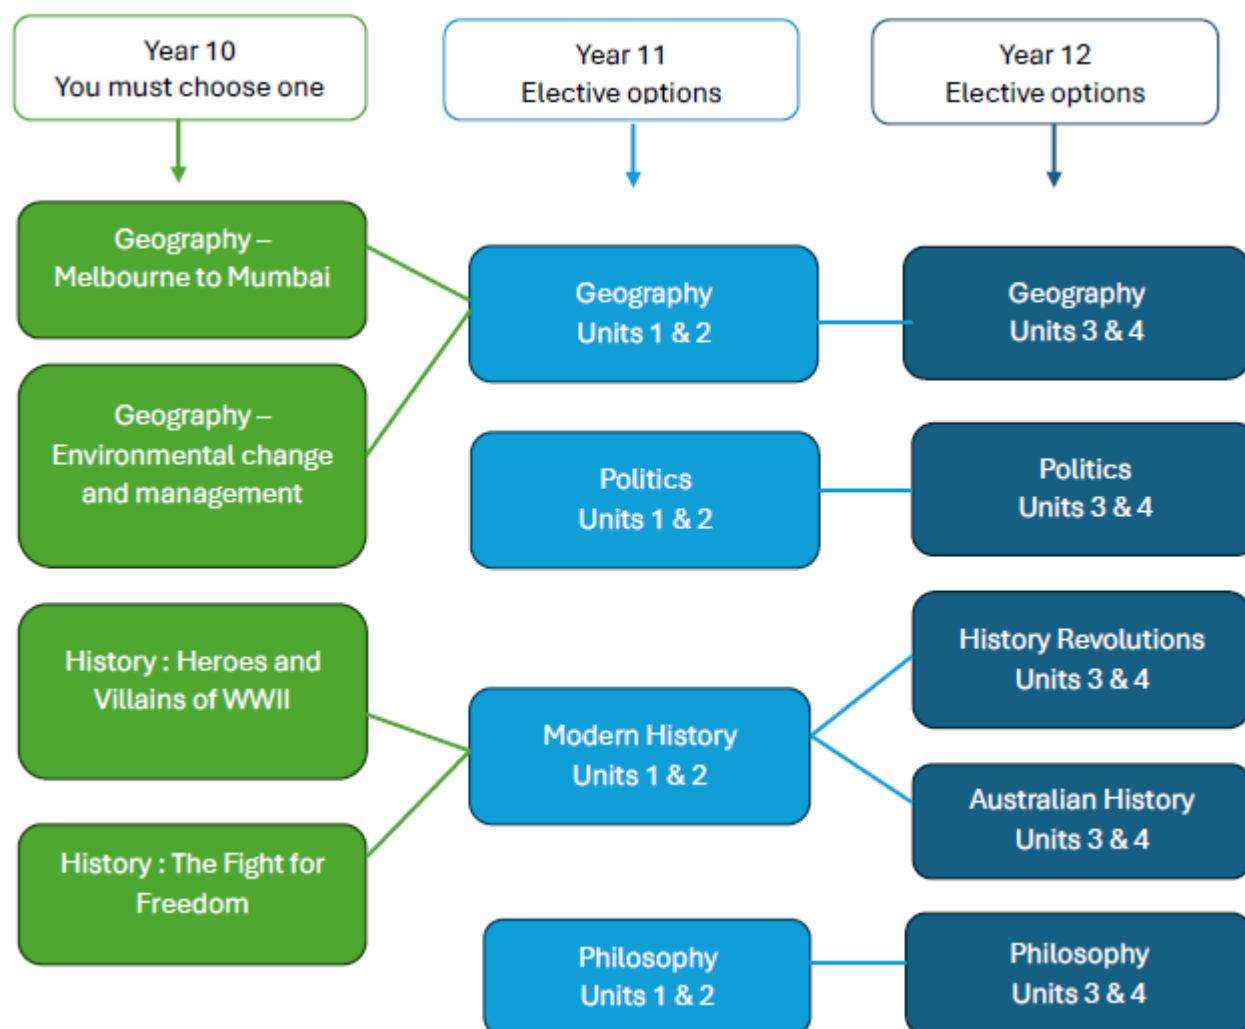 Year 10
You must choose one
Year 11
Elective options
Year 12
Elective options
Geography –
Melbourne to Mumbai
Geography –
Environmental change
and management
History : Heroes and
Villains of WWII
History : The Fight for
Freedom
Geography
Units 1 & 2
Politics
Units 1 & 2
Modern History
Units 1 & 2
Philosophy
Units 1 & 2
Geography
Units 3 & 4
Politics
Units 3 & 4
History Revolutions
Units 3 & 4
Australian History
Units 3 & 4
Philosophy
Units 3 & 4